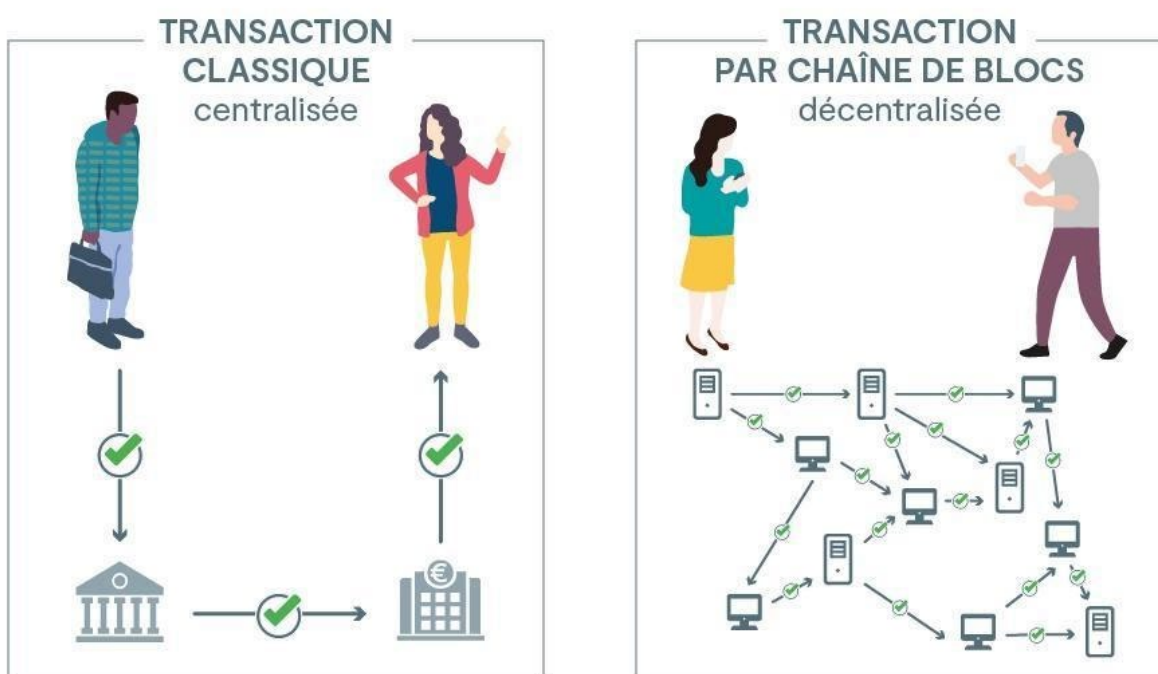 TRANSACTION
CLASSIQUE
centralisée
€
TRANSACTION
PAR CHAÎNE DE BLOCS
décentralisée